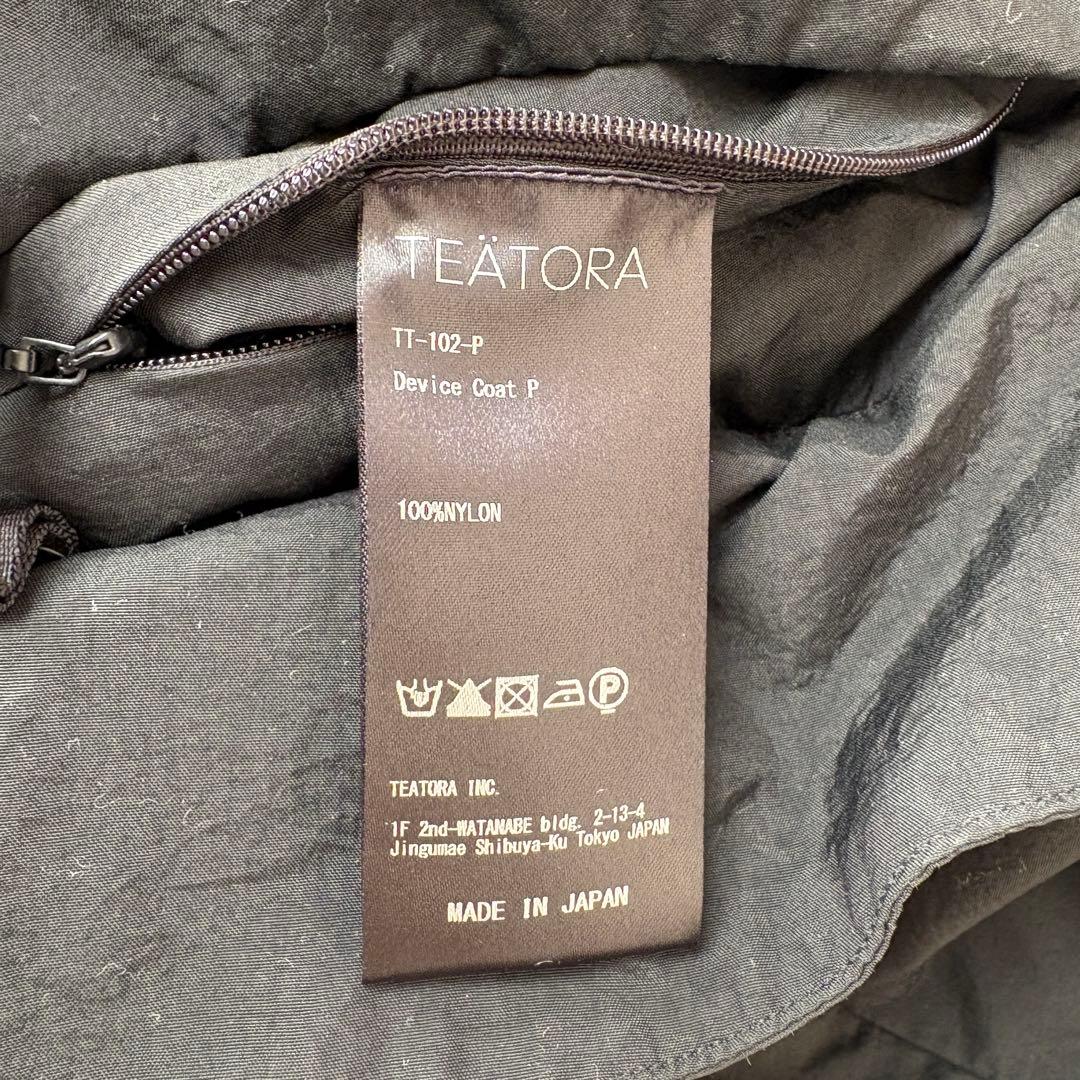 TEÄTORA
TT-102-P
Device Coat P
100%NYLON
P
TEATORA INC.
1F 2nd-WATANABE bldg. 2-13-4
Jingumae Shibuya-Ku Tokyo JAPAN
MADE IN JAPAN